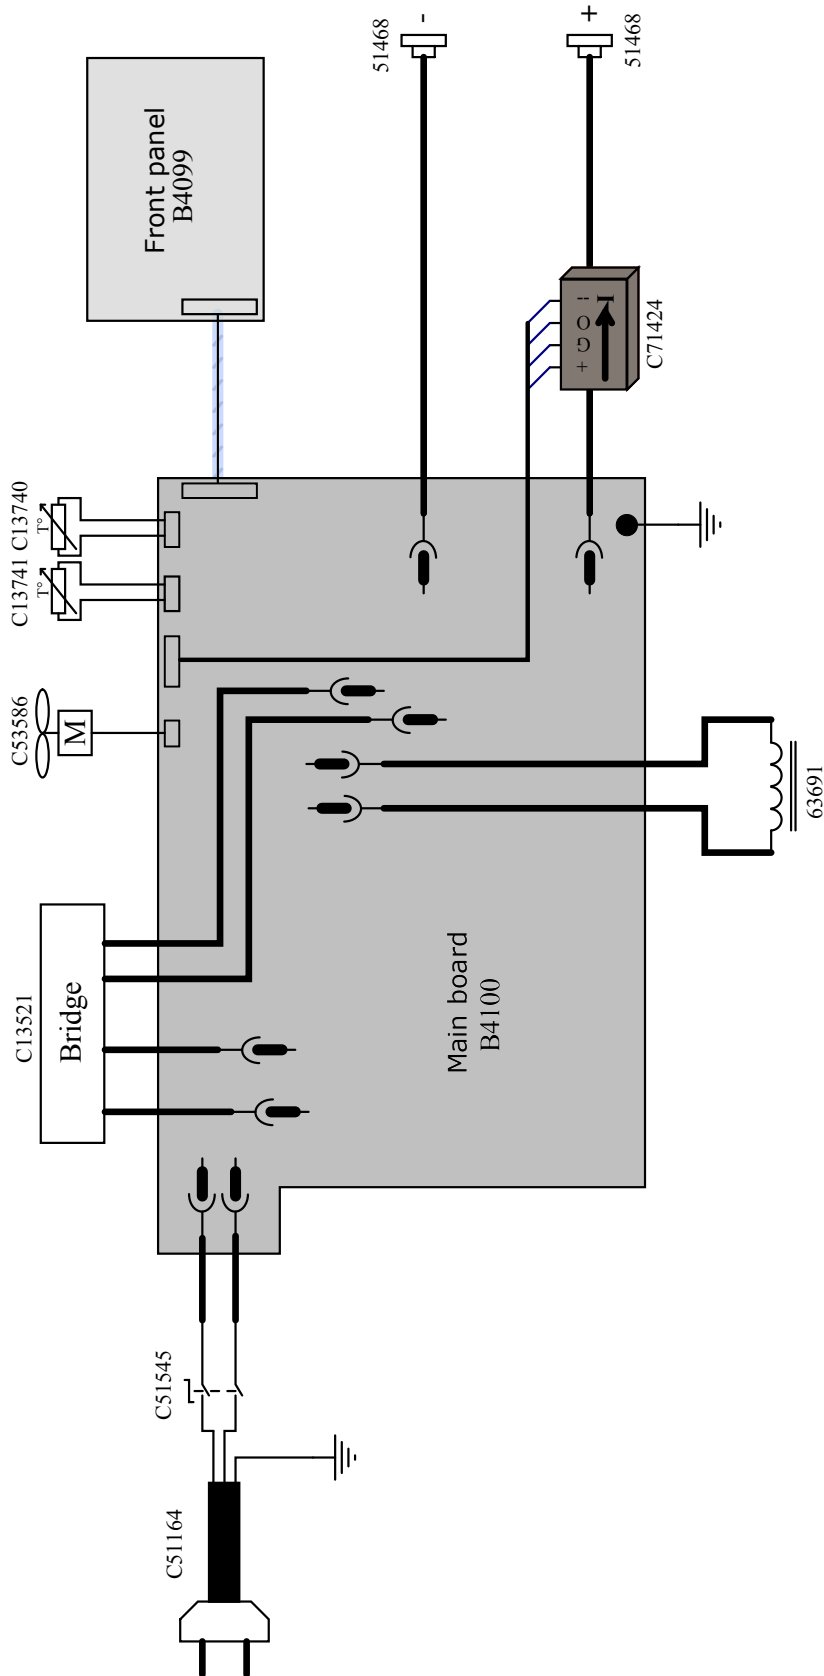 C13521
C53586
C13741 C13740
T°
T°
M
Bridge
C51164
C51545
Front panel
B4099
51468
-
Main board
B4100
+ G O --
I
+
51468
C71424
63691